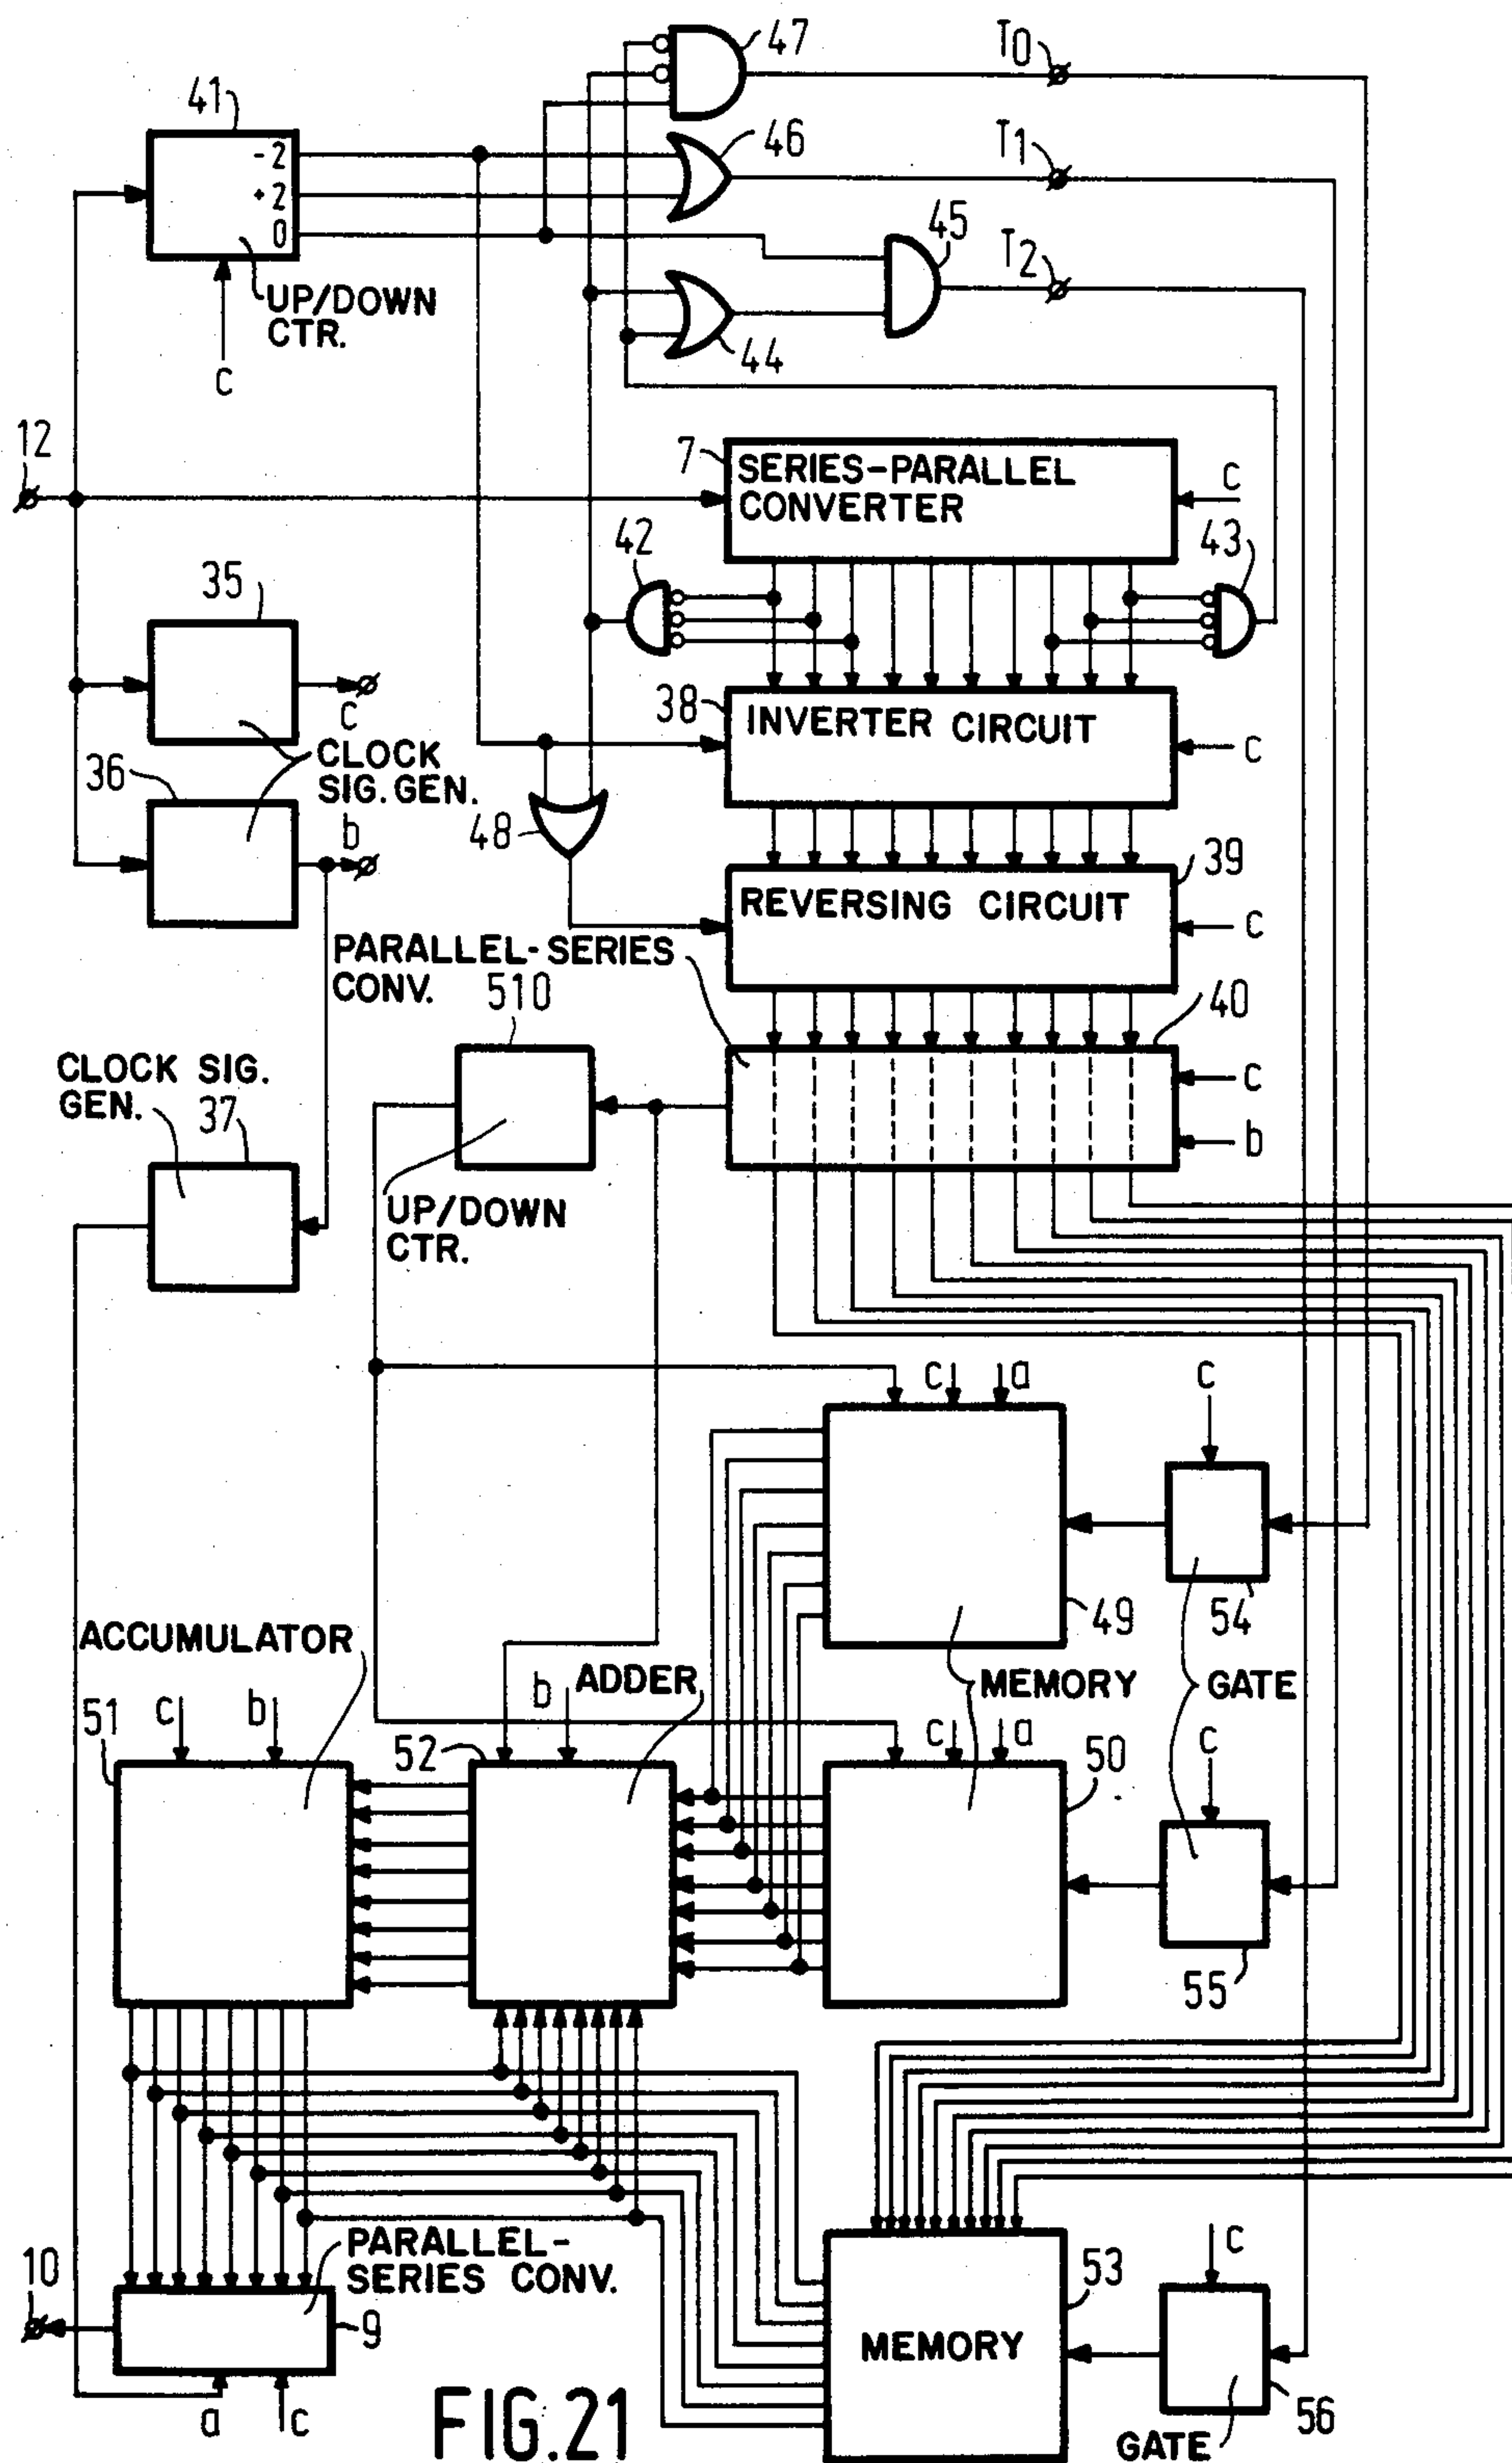 47
T0
41
-2
+2
0
46
T1
45
T2
UP/DOWN
CTR.
c
44
12
7
SERIES-PARALLEL
CONVERTER
c
42
43
35
c
38
INVERTER CIRCUIT
c
CLOCK
SIG. GEN.
36
b
48
39
REVERSING CIRCUIT
c
PARALLEL-SERIES
CONV.
510
40
c
b
CLOCK SIG.
GEN.
37
UP/DOWN
CTR.
c
a
c
49
54
ACCUMULATOR
MEMORY
GATE
b
ADDER
51
c
b
52
c
a
50
c
55
PARALLEL-
SERIES CONV.
10
9
a
c
MEMORY
53
c
56
GATE
FIG.21